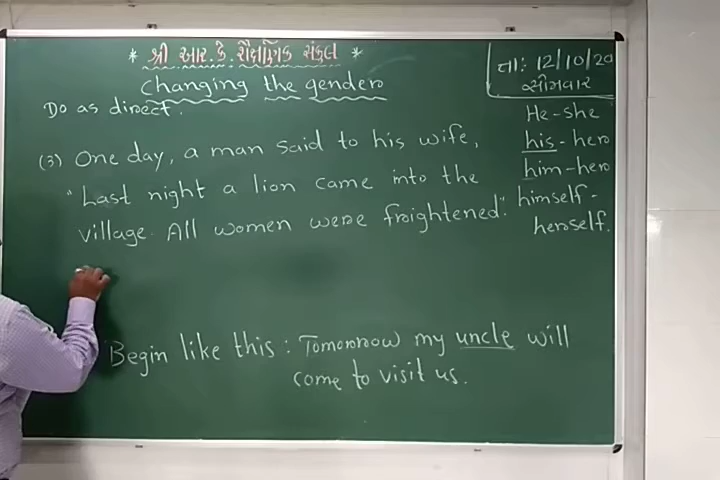 * શ્રી આર.કે. શૈક્ષણિક સંકુલ *
તા: 12/10/20
સોમવાર
Changing the gender
Do as direct.
He-she
his-her
him-her
himself-
herself.
(3) One day, a man said to his wife,
"Last night a lion came into the
village. All women were frightened".
Begin like this: Tomorrow my uncle will
come to visit us.